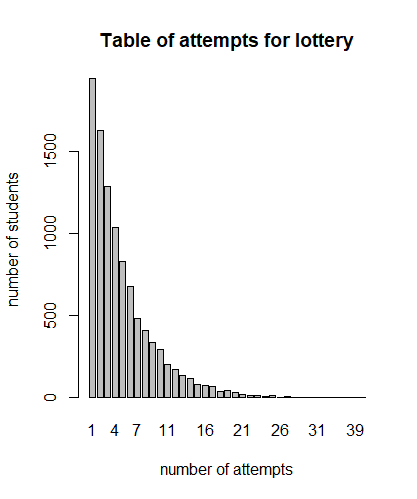 Table of attempts for lottery
number of students
1500
1000
500
0
1 4 7 11 16 21 26 31 39
number of attempts